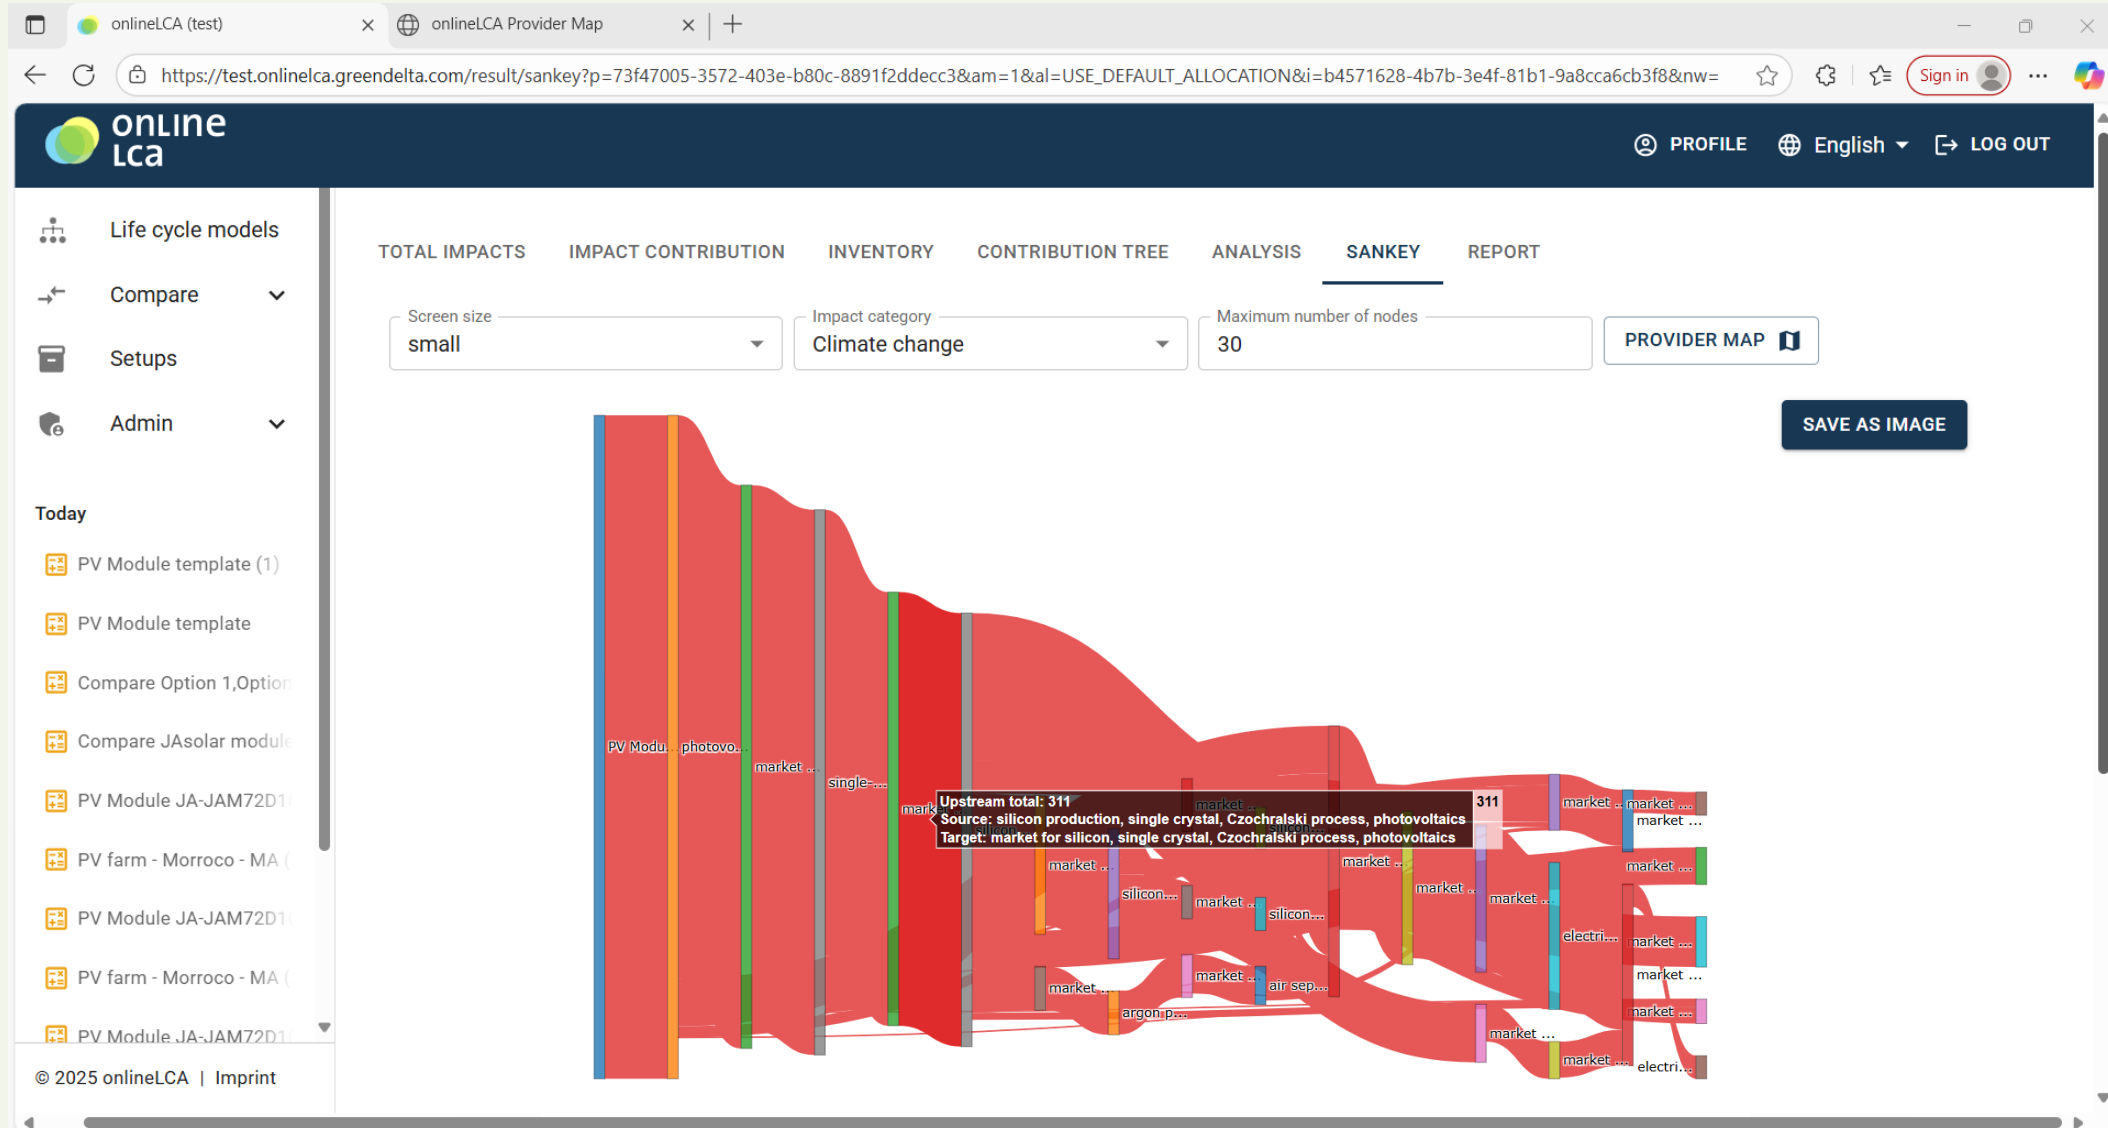 onlineLCA (test)
onlineLCA Provider Map
https://test.onlinelca.greendelta.com/result/sankey?p=73f47005-3572-403e-b80c-8891f2ddecc3&am=1&al=USE_DEFAULT_ALLOCATION&i=b4571628-4b7b-3e4f-81b1-9a8cca6cb3f8&nw=
Sign in
onLine
Lca
PROFILE
English
LOG OUT
Life cycle models
Compare
Setups
Admin
Today
PV Module template (1)
PV Module template
Compare Option 1,Option
Compare JAsolar module
PV Module JA-JAM72D1
PV farm - Morroco - MA (
PV Module JA-JAM72D1
PV farm - Morroco - MA (
PV Module JA-JAM72D1
© 2025 onlineLCA | Imprint
TOTAL IMPACTS
IMPACT CONTRIBUTION
INVENTORY
CONTRIBUTION TREE
ANALYSIS
SANKEY
REPORT
Screen size
small
Impact category
Climate change
Maximum number of nodes
30
PROVIDER MAP
SAVE AS IMAGE
PV Modu...
photovo...
market ...
single-...
mark
Upstream total: 311
Source: silicon production, single crystal, Czochralski process, photovoltaics
Target: market for silicon, single crystal, Czochralski process, photovoltaics
311
market ...
silicon...
silicon...
market ...
silicon...
market ...
silicon...
market ...
argon p...
market ...
air sep...
market ...
market ...
market ...
market ...
electri...
market ...
market ...
market ...
market ...
market ...
market ...
market ...
market ...
market ...
electri...